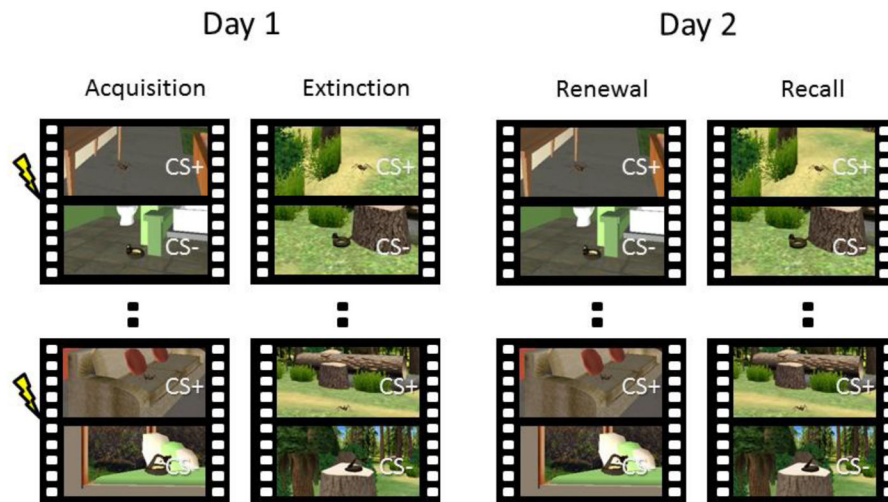 Day 1
Day 2
Acquisition
Extinction
Renewal
Recall
CS+
CS+
CS+
CS+
CS-
CS-
CS-
CS-
CS+
CS+
CS+
CS+
CS-
CS-
CS-
CS-